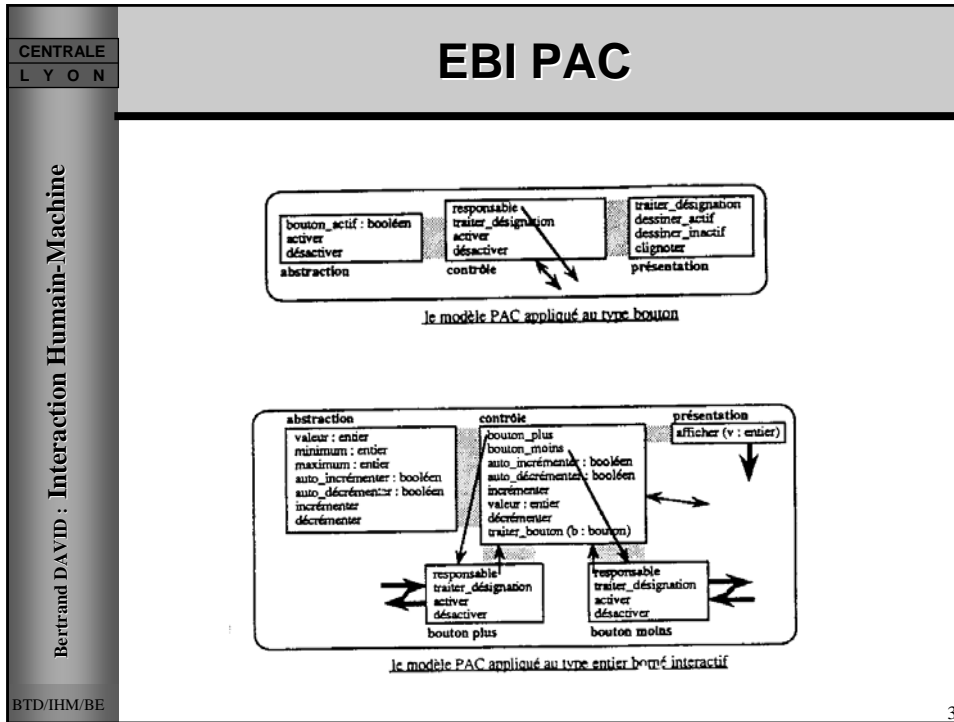 CENTRALE
L Y O N
EBI PAC
Bertrand DAVID : Interaction Humain-Machine
bouton_actif : booléen
activer
désactiver
abstraction
responsable
traiter_désignation
activer
désactiver
contrôle
traiter_désignation
dessiner_actif
dessiner_inactif
clignoter
présentation
le modèle PAC appliqué au type bouton
abstraction
valeur : entier
minimum : entier
maximum : entier
auto_incrémenter : booléen
auto_décrémenter : booléen
incrémenter
décrémenter
contrôle
bouton_plus
bouton_moins
auto_incrémenter : booléen
auto_décrémenter : booléen
incrémenter
valeur : entier
décrémenter
traiter_bouton (b : bouton)
présentation
afficher (v : entier)
responsable
traiter_désignation
activer
désactiver
bouton plus
responsable
traiter_désignation
activer
désactiver
bouton moins
le modèle PAC appliqué au type entier borné interactif
BTD/IHM/BE
3